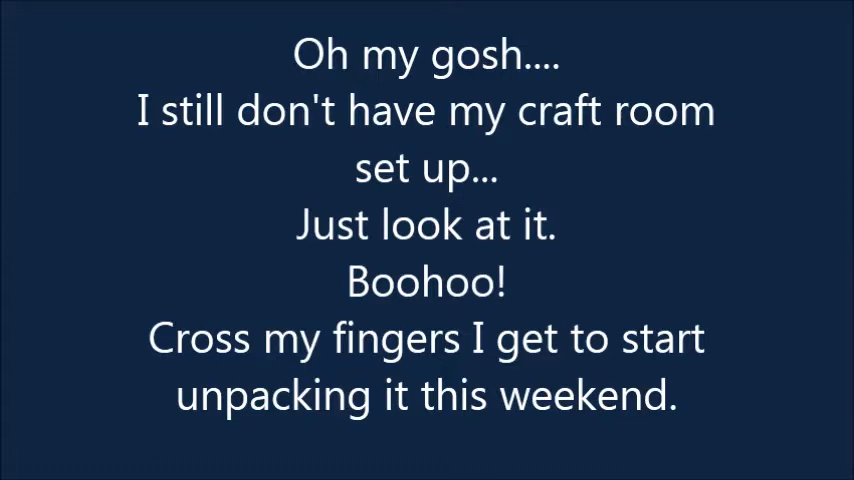 Oh my gosh....
I still don't have my craft room
set up...
Just look at it.
Boohoo!
Cross my fingers I get to start
unpacking it this weekend.